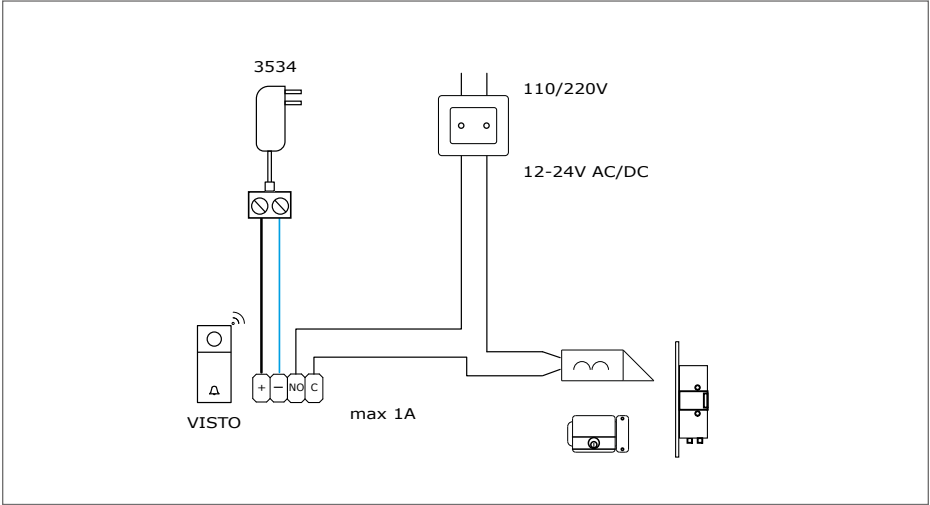 3534
110/220V
12-24V AC/DC
+ − NO C
VISTO
max 1A